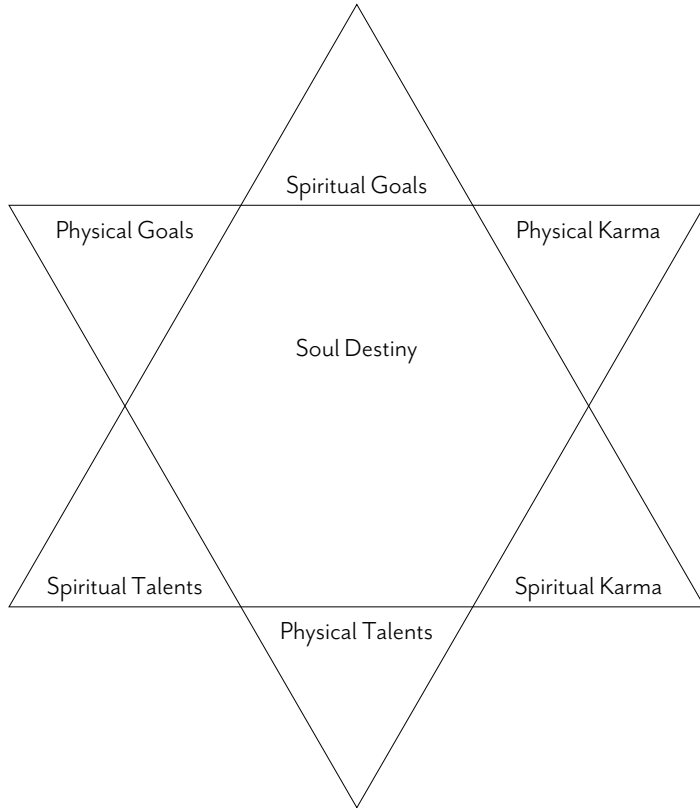 Spiritual Goals
Physical Goals
Physical Karma
Soul Destiny
Spiritual Talents
Spiritual Karma
Physical Talents